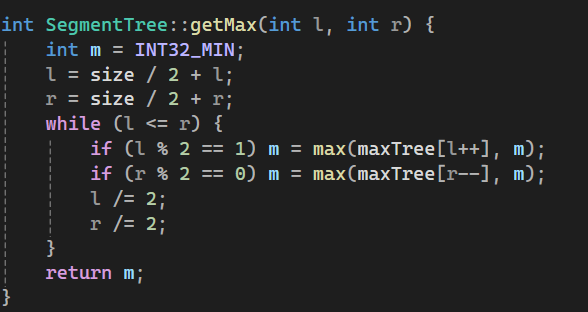 int SegmentTree::getMax(int l, int r) {
    int m = INT32_MIN;
    l = size / 2 + l;
    r = size / 2 + r;
    while (l <= r) {
        if (l % 2 == 1) m = max(maxTree[l++], m);
        if (r % 2 == 0) m = max(maxTree[r--], m);
        l /= 2;
        r /= 2;
    }
    return m;
}